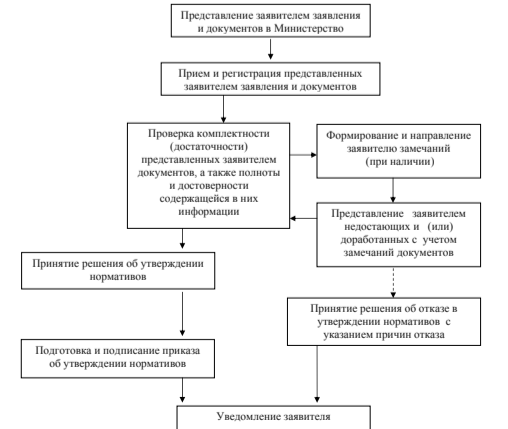 Представление заявителем заявления
и документов в Министерство
Прием и регистрация представленных
заявителем заявления и документов
Проверка комплектности
(достаточности)
представленных заявителем
документов, а также полноты
и достоверности
содержащейся в них
информации
Формирование и направление
заявителю замечаний
(при наличии)
Представление заявителем
недостающих и (или)
доработанных с учетом
замечаний документов
Принятие решения об утверждении
нормативов
Принятие решения об отказе в
утверждении нормативов с
указанием причин отказа
Подготовка и подписание приказа
об утверждении нормативов
Уведомление заявителя